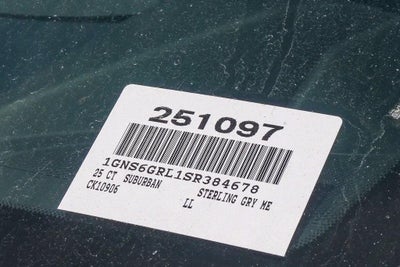 251097
1GNS6GRL1SR384678
25 CT SUBURBAN STERLING GRY ME
CK10906 LL